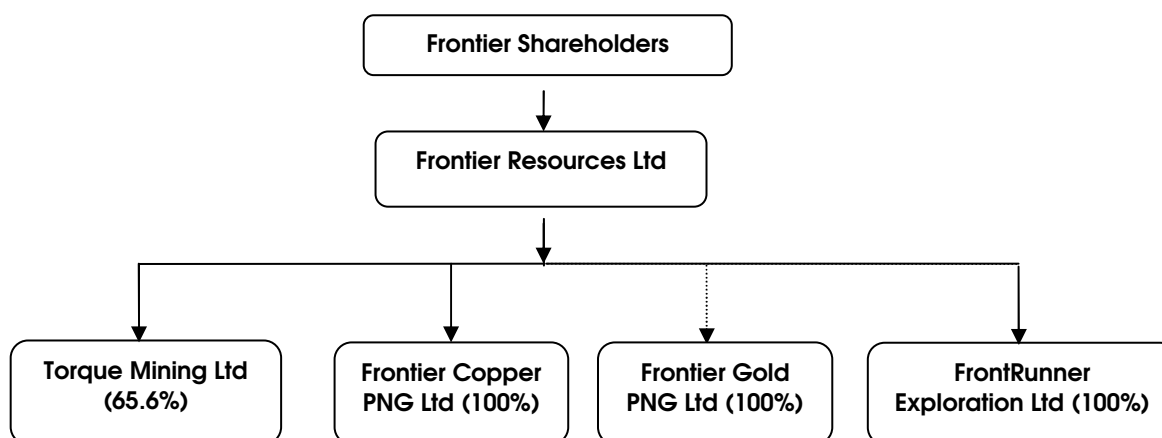 Frontier Shareholders
Frontier Resources Ltd
Torque Mining Ltd
(65.6%)
Frontier Copper
PNG Ltd (100%)
Frontier Gold
PNG Ltd (100%)
FrontRunner
Exploration Ltd (100%)